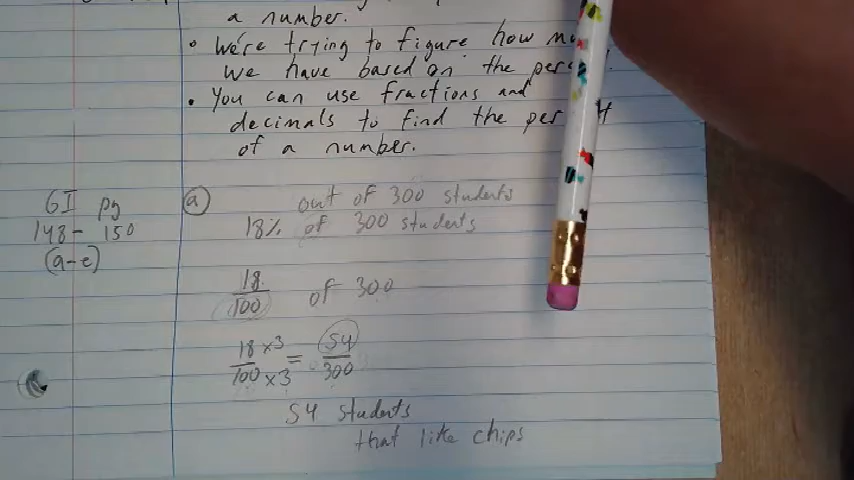 a number.
• We're trying to figure how
we have based on the
• You can use fractions and
decimals to find the
of a number.
GI pg
148 - 150
(a-e)
(a)
out of 300 students
18% of 300 students
18/100 of 300
18 x 3 / 100 x 3 = 54/300
54 students
that like chips